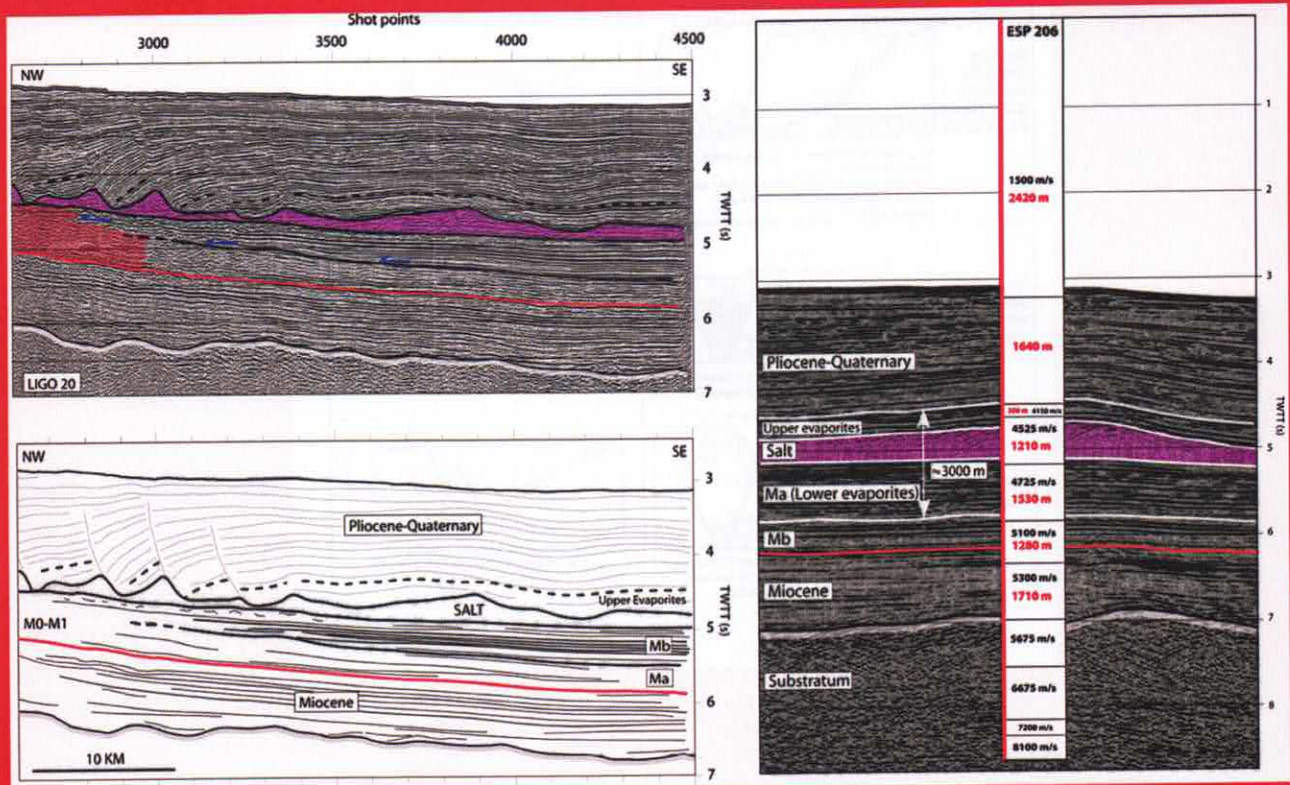 Shot points
3000 3500 4000 4500
NW SE
3
4
5
6
7
TWTT (s)
LIGO 20
NW SE
3
4
5
6
7
TWTT (s)
Pliocene-Quaternary
Upper Evaporites
SALT
M0-M1
Mb
Ma
Miocene
10 KM
ESP 206
1500 m/s
2420 m
1640 m
4150 m/s
4525 m/s
1210 m
4725 m/s
1530 m
5100 m/s
1280 m
5300 m/s
1710 m
5675 m/s
6675 m/s
7200 m/s
8100 m/s
Pliocene-Quaternary
Upper evaporites
Salt
Ma (Lower evaporites)
≈3000 m
Mb
Miocene
Substratum
1
2
3
4
5
6
7
8
TWTT (s)